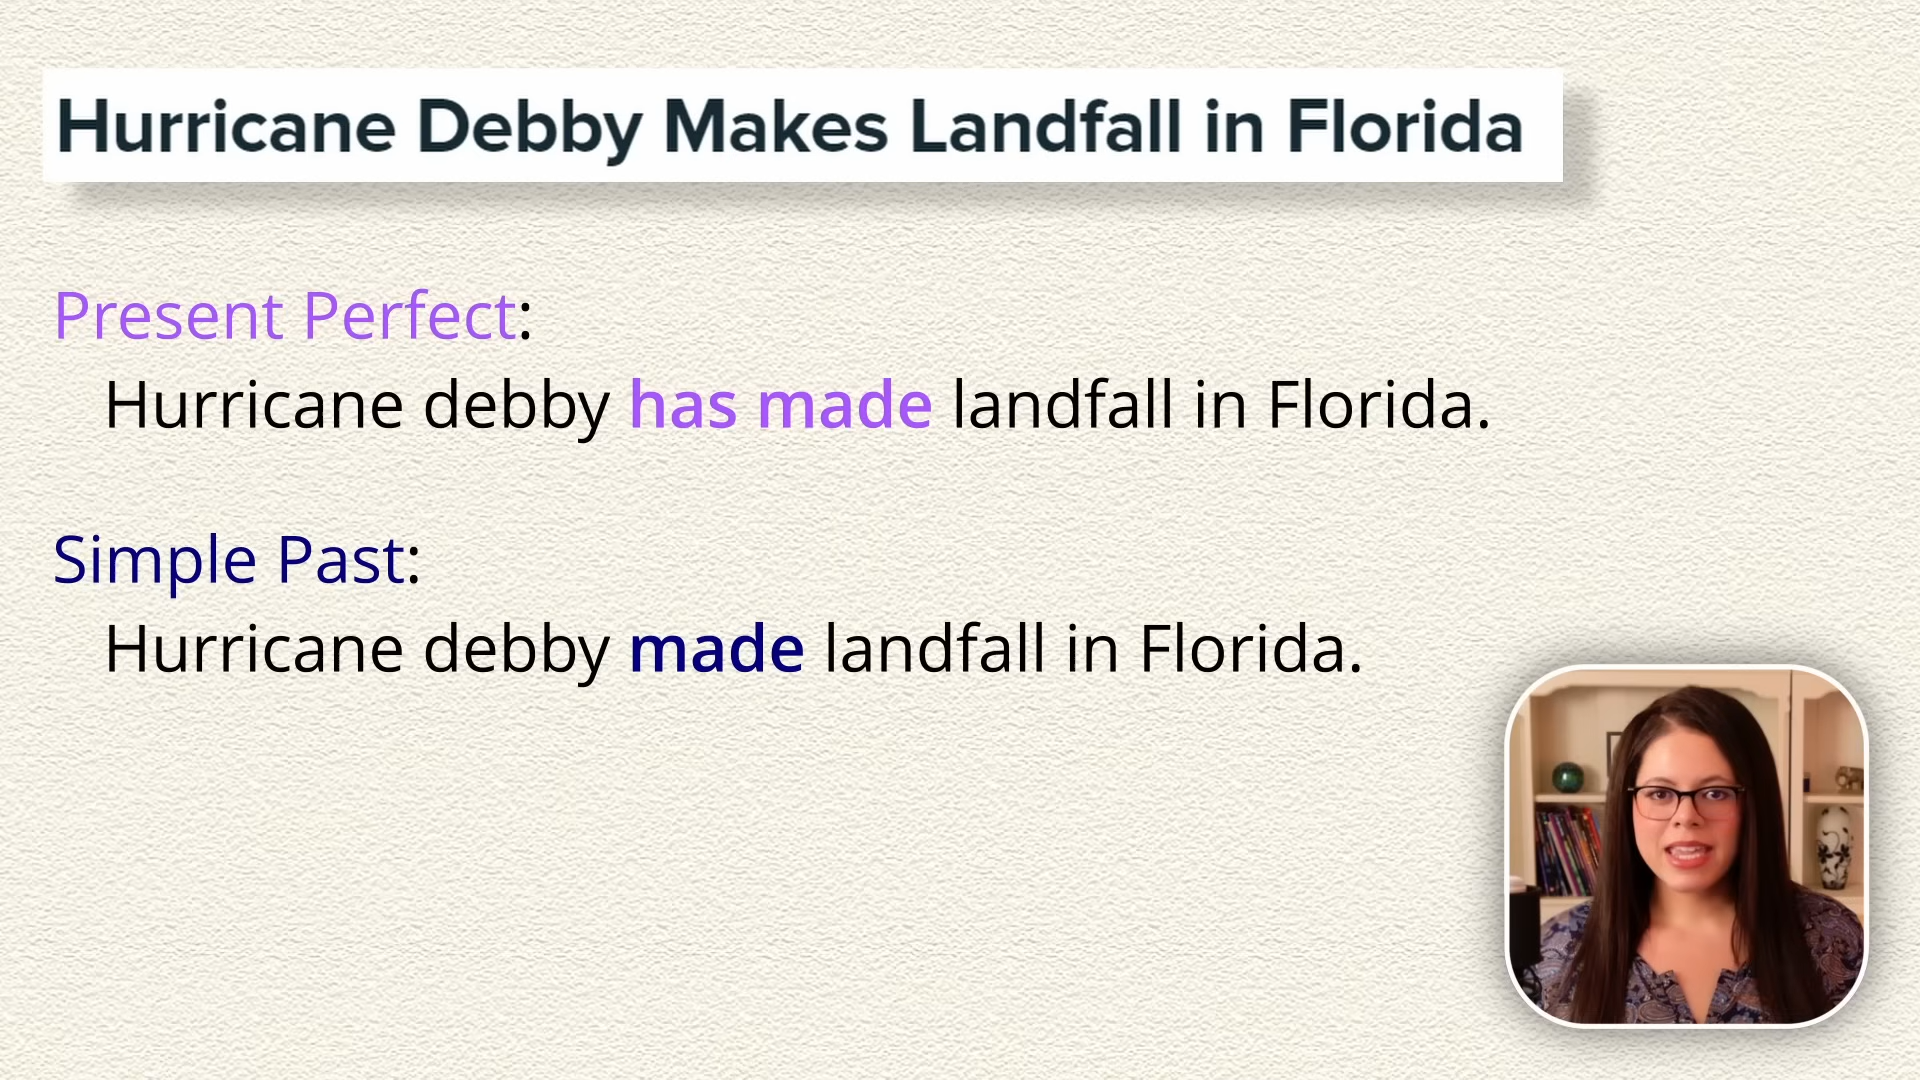 Hurricane Debby Makes Landfall in Florida
Present Perfect:
Hurricane debby has made landfall in Florida.
Simple Past:
Hurricane debby made landfall in Florida.